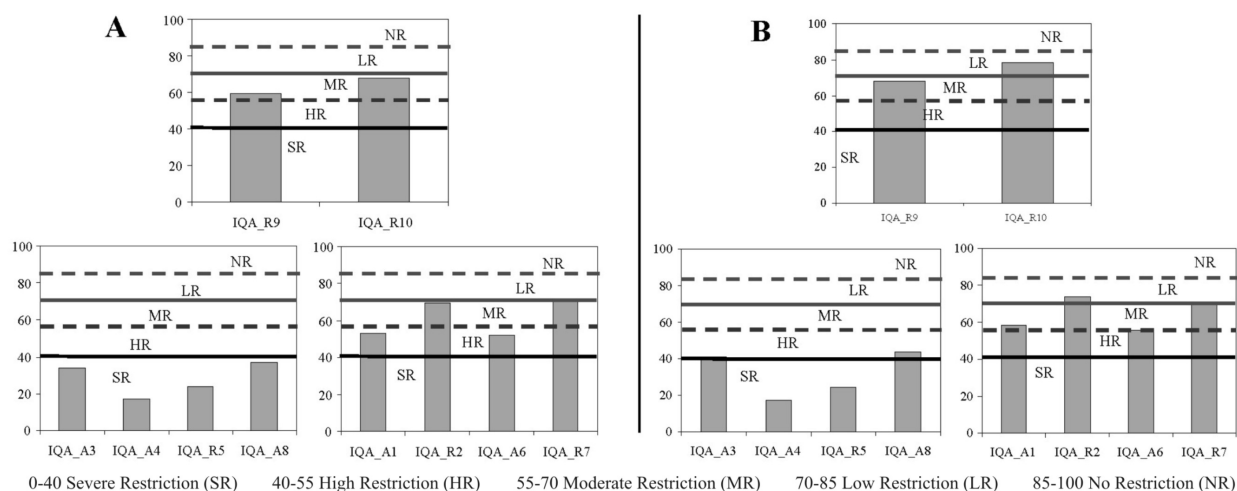 A
100
80
60
40
20
0
NR
LR
MR
HR
SR
IQA_R9 IQA_R10
B
100
80
60
40
20
0
NR
LR
MR
HR
SR
IQA_R9 IQA_R10
100
80
60
40
20
0
NR
LR
MR
HR
SR
IQA_A3 IQA_A4 IQA_R5 IQA_A8
100
80
60
40
20
0
NR
LR
MR
HR
SR
IQA_A1 IQA_R2 IQA_A6 IQA_R7
100
80
60
40
20
0
NR
LR
MR
HR
SR
IQA_A3 IQA_A4 IQA_R5 IQA_A8
100
80
60
40
20
0
NR
LR
MR
HR
SR
IQA_A1 IQA_R2 IQA_A6 IQA_R7
0-40 Severe Restriction (SR) 40-55 High Restriction (HR) 55-70 Moderate Restriction (MR) 70-85 Low Restriction (LR) 85-100 No Restriction (NR)